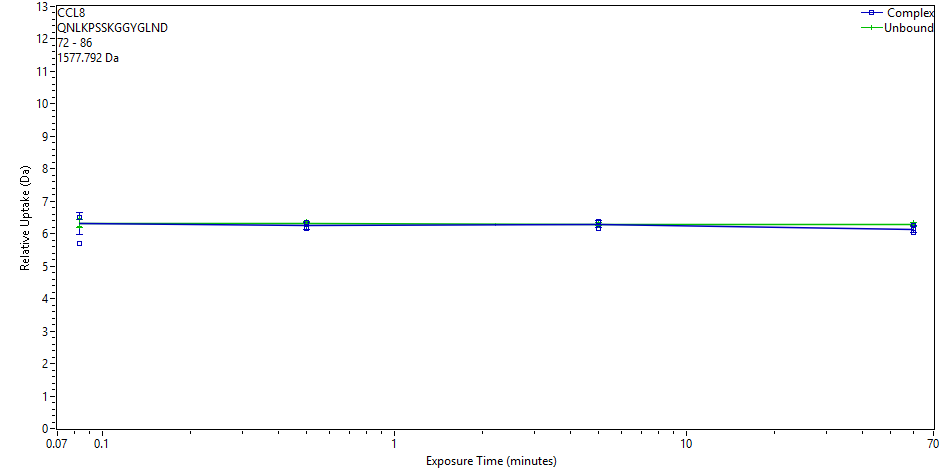 CCL8
QNLKPSSKGGYGLND
72 - 86
1577.792 Da
Complex
Unbound
13
12
11
10
9
8
7
6
5
4
3
2
1
0
Relative Uptake (Da)
0.07
0.1
1
10
70
Exposure Time (minutes)